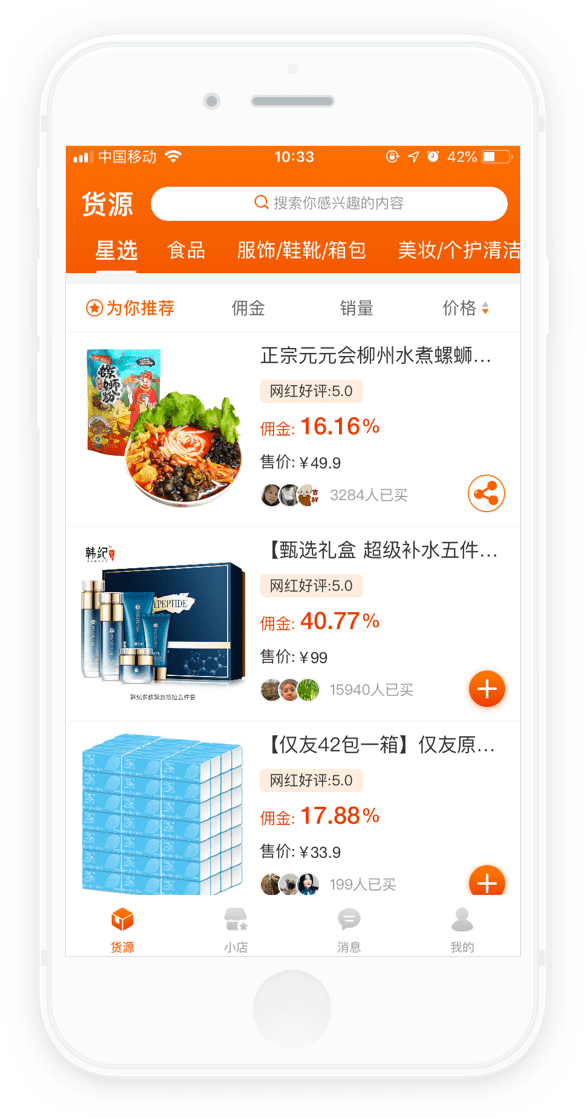 中国移动 10:33 42%
货源 搜索你感兴趣的内容
星选 食品 服饰/鞋靴/箱包 美妆/个护清洁
为你推荐 佣金 销量 价格
正宗元元会柳州水煮螺蛳...
网红好评:5.0
佣金: 16.16%
售价: ¥49.9
3284人已买
螺蛳粉
吉祥
【甄选礼盒 超级补水五件...
网红好评:5.0
佣金: 40.77%
售价: ¥99
15940人已买
韩纪
PEPTIDE
【仅友42包一箱】仅友原...
网红好评:5.0
佣金: 17.88%
售价: ¥33.9
199人已买
货源 小店 消息 我的